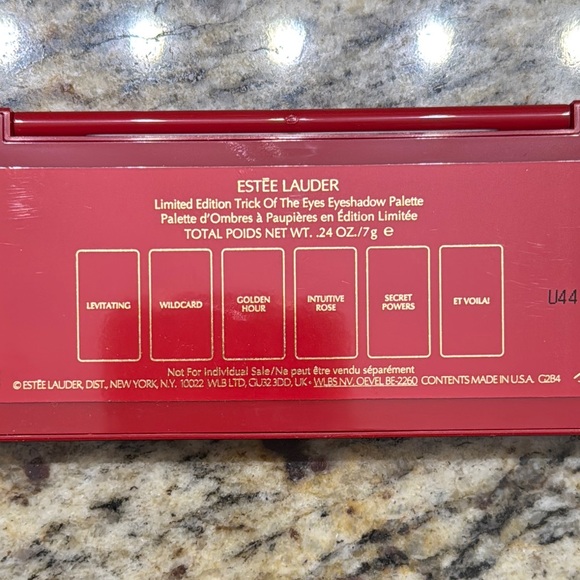 ESTĒE LAUDER
Limited Edition Trick Of The Eyes Eyeshadow Palette
Palette d'Ombres à Paupières en Édition Limitée
TOTAL POIDS NET WT. .24 OZ./7g ℮
LEVITATING
WILDCARD
GOLDEN
HOUR
INTUITIVE
ROSE
SECRET
POWERS
ET VOILA!
U44
Not For Individual Sale/Ne peut être vendu séparément
© ESTĒE LAUDER, DIST., NEW YORK, N.Y. 10022 WLB LTD, GU32 3DD, UK • WLBS NV. OEVEL BE-2260 CONTENTS MADE IN U.S.A. G2B4